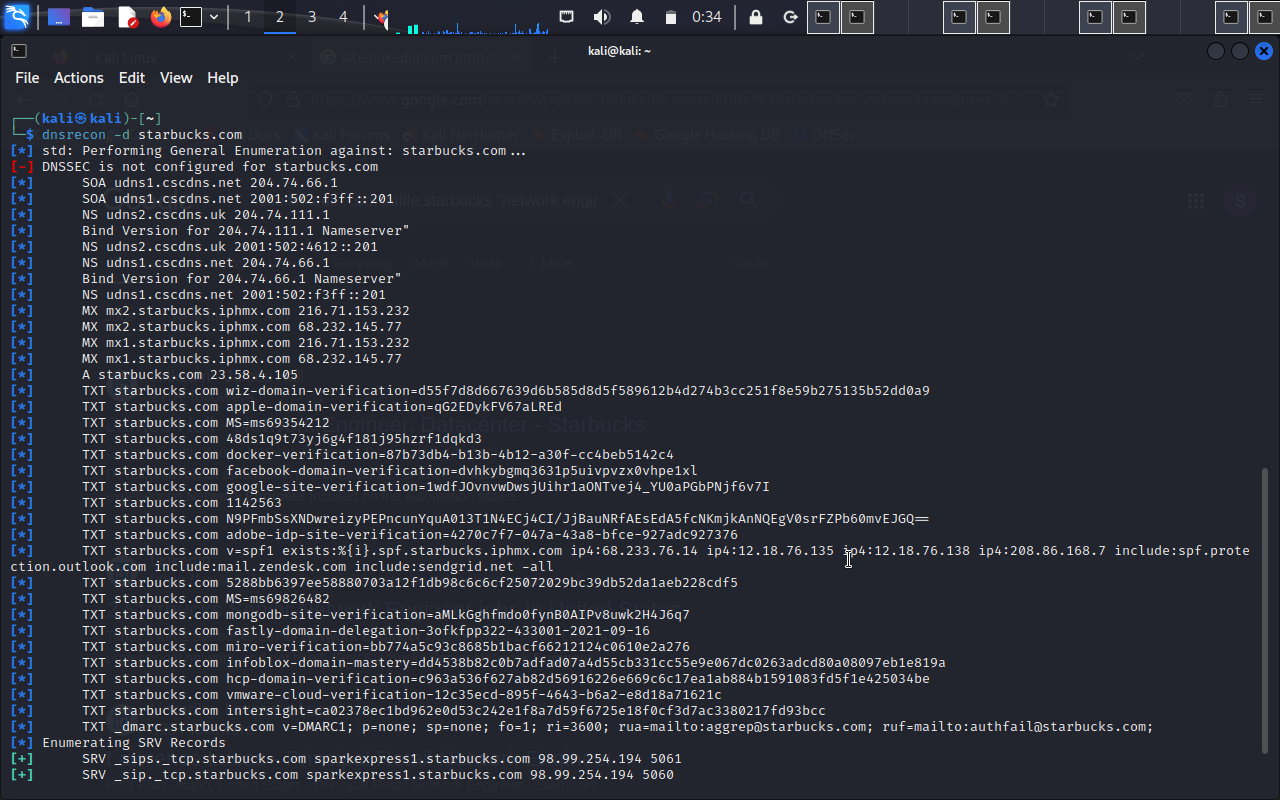 1 2 3 4 0:34
kali@kali: ~
File Actions Edit View Help
┌──(kali㉿kali)-[~]
└─$ dnsrecon -d starbucks.com
[*] std: Performing General Enumeration against: starbucks.com...
[-] DNSSEC is not configured for starbucks.com
[*] SOA udns1.cscdns.net 204.74.66.1
[*] SOA udns1.cscdns.net 2001:502:f3ff::201
[*] NS udns2.cscdns.uk 204.74.111.1
[*] Bind Version for 204.74.111.1 Nameserver"
[*] NS udns2.cscdns.uk 2001:502:4612::201
[*] NS udns1.cscdns.net 204.74.66.1
[*] Bind Version for 204.74.66.1 Nameserver"
[*] NS udns1.cscdns.net 2001:502:f3ff::201
[*] MX mx2.starbucks.iphmx.com 216.71.153.232
[*] MX mx2.starbucks.iphmx.com 68.232.145.77
[*] MX mx1.starbucks.iphmx.com 216.71.153.232
[*] MX mx1.starbucks.iphmx.com 68.232.145.77
[*] A starbucks.com 23.58.4.105
[*] TXT starbucks.com wiz-domain-verification=d55f7d8d667639d6b585d8d5f589612b4d274b3cc251f8e59b275135b52dd0a9
[*] TXT starbucks.com apple-domain-verification=qG2EDykFV67aLREd
[*] TXT starbucks.com MS=ms69354212
[*] TXT starbucks.com 48ds1q9t73yj6g4f181j95hzrf1dqkd3
[*] TXT starbucks.com docker-verification=87b73db4-b13b-4b12-a30f-cc4beb5142c4
[*] TXT starbucks.com facebook-domain-verification=dvhkybgmq3631p5uivpvzx0vhpe1xl
[*] TXT starbucks.com google-site-verification=1wdfJOvnvwDwsjUihr1aONTvej4_YU0aPGbPNjf6v7I
[*] TXT starbucks.com 1142563
[*] TXT starbucks.com N9PFmbSsXNDwreizyPEPncunYquA013T1N4ECj4CI/JjBauNRfAEsEdA5fcNKmjkAnNQEgV0srFZPb60mvEJGQ==
[*] TXT starbucks.com adobe-idp-site-verification=4270c7f7-047a-43a8-bfce-927adc927376
[*] TXT starbucks.com v=spf1 exists:%{i}.spf.starbucks.iphmx.com ip4:68.233.76.14 ip4:12.18.76.135 ip4:12.18.76.138 ip4:208.86.168.7 include:spf.prote
ction.outlook.com include:mail.zendesk.com include:sendgrid.net -all
[*] TXT starbucks.com 5288bb6397ee58880703a12f1db98c6c6cf25072029bc39db52da1aeb228cdf5
[*] TXT starbucks.com MS=ms69826482
[*] TXT starbucks.com mongodb-site-verification=aMLkGghfmdo0fynB0AIPv8uwk2H4J6q7
[*] TXT starbucks.com fastly-domain-delegation-3ofkfpp322-433001-2021-09-16
[*] TXT starbucks.com miro-verification=bb774a5c93c8685b1bacf66212124c0610e2a276
[*] TXT starbucks.com infoblox-domain-mastery=dd4538b82c0b7adfad07a4d55cb331cc55e9e067dc0263adcd80a08097eb1e819a
[*] TXT starbucks.com hcp-domain-verification=c963a536f627ab82d56916226e669c6c17ea1ab884b1591083fd5f1e425034be
[*] TXT starbucks.com vmware-cloud-verification-12c35ecd-895f-4643-b6a2-e8d18a71621c
[*] TXT starbucks.com intersight=ca02378ec1bd962e0d53c242e1f8a7d59f6725e18f0cf3d7ac3380217fd93bcc
[*] TXT _dmarc.starbucks.com v=DMARC1; p=none; sp=none; fo=1; ri=3600; rua=mailto:aggrep@starbucks.com; ruf=mailto:authfail@starbucks.com;
[*] Enumerating SRV Records
[+] SRV _sips._tcp.starbucks.com sparkexpress1.starbucks.com 98.99.254.194 5061
[+] SRV _sip._tcp.starbucks.com sparkexpress1.starbucks.com 98.99.254.194 5060